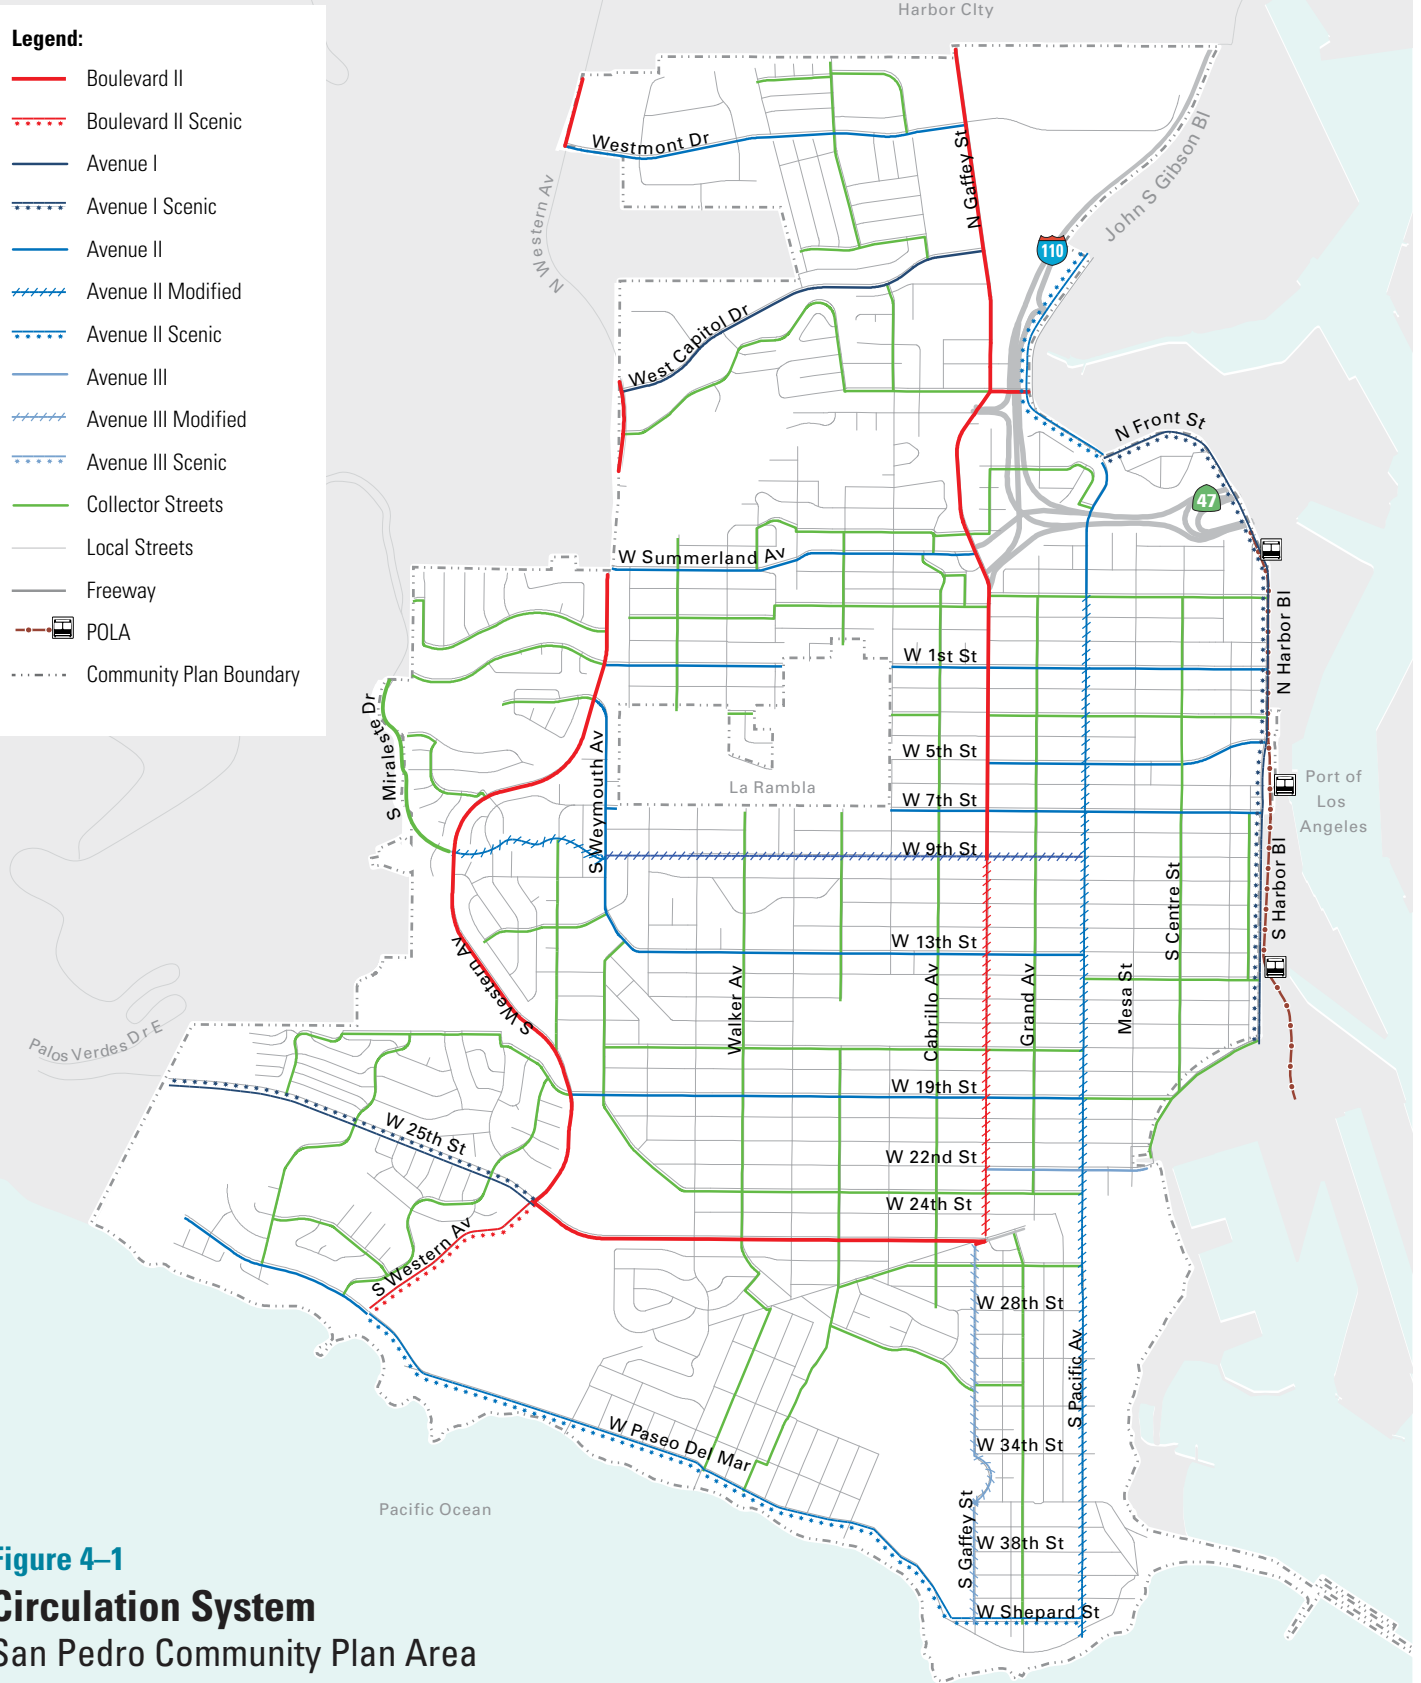 Harbor CIty
Legend:
Boulevard II
Boulevard II Scenic
Avenue I
Avenue I Scenic
Avenue II
Avenue II Modified
Avenue II Scenic
Avenue III
Avenue III Modified
Avenue III Scenic
Collector Streets
Local Streets
Freeway
POLA
Community Plan Boundary
Westmont Dr
N Gaffey St
John S Gibson Bl
110
N Western Av
West Capitol Dr
N Front St
47
W Summerland Av
N Harbor Bl
W 1st St
S Miraleste Dr
S Weymouth Av
W 5th St
La Rambla
W 7th St
Port of
Los
Angeles
W 9th St
S Harbor Bl
S Centre St
W 13th St
S Western Av
Walker Av
Cabrillo Av
Grand Av
Mesa St
Palos Verdes Dr E
W 19th St
W 25th St
W 22nd St
W 24th St
S Western Av
W 28th St
S Pacific Av
W Paseo Del Mar
W 34th St
Pacific Ocean
S Gaffey St
W 38th St
W Shepard St
Figure 4–1
Circulation System
San Pedro Community Plan Area